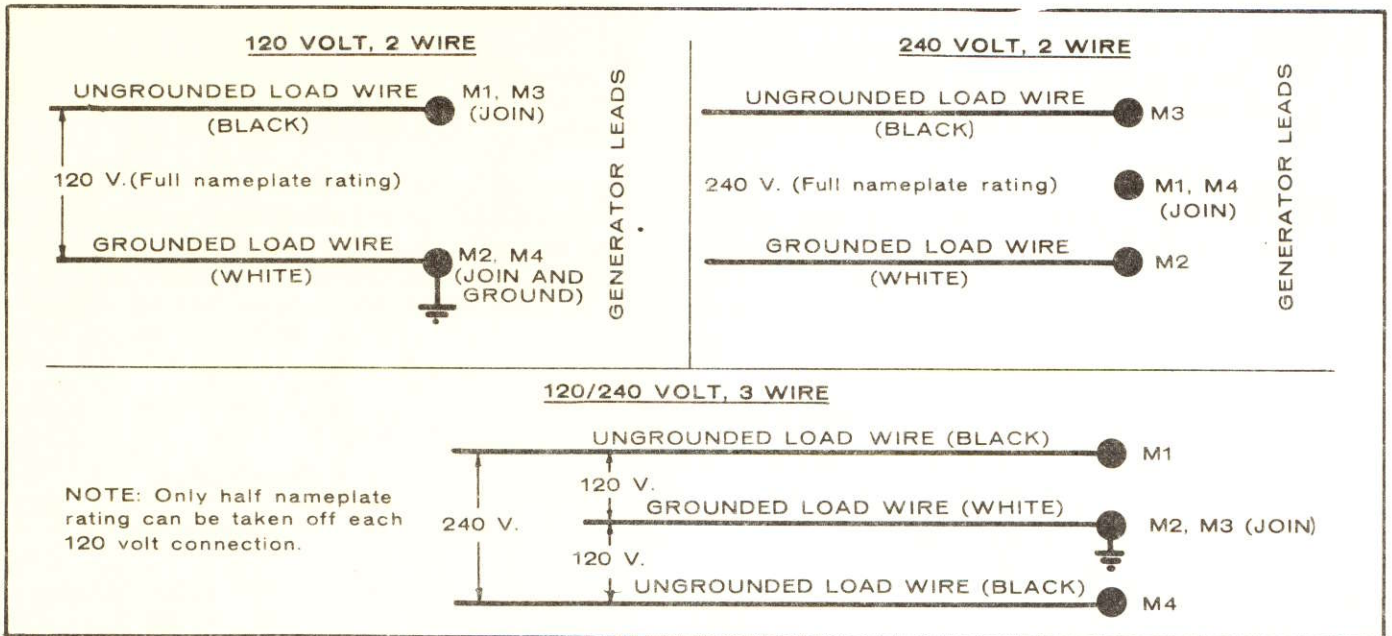 120 VOLT, 2 WIRE
UNGROUNDED LOAD WIRE
(BLACK)
M1, M3
(JOIN)
120 V.(Full nameplate rating)
GROUNDED LOAD WIRE
(WHITE)
M2, M4
(JOIN AND
GROUND)
GENERATOR LEADS
240 VOLT, 2 WIRE
UNGROUNDED LOAD WIRE
(BLACK)
M3
240 V. (Full nameplate rating)
M1, M4
(JOIN)
GROUNDED LOAD WIRE
(WHITE)
M2
GENERATOR LEADS
120/240 VOLT, 3 WIRE
UNGROUNDED LOAD WIRE (BLACK)
M1
NOTE: Only half nameplate
rating can be taken off each
120 volt connection.
240 V.
120 V.
GROUNDED LOAD WIRE (WHITE)
M2, M3 (JOIN)
120 V.
UNGROUNDED LOAD WIRE (BLACK)
M4